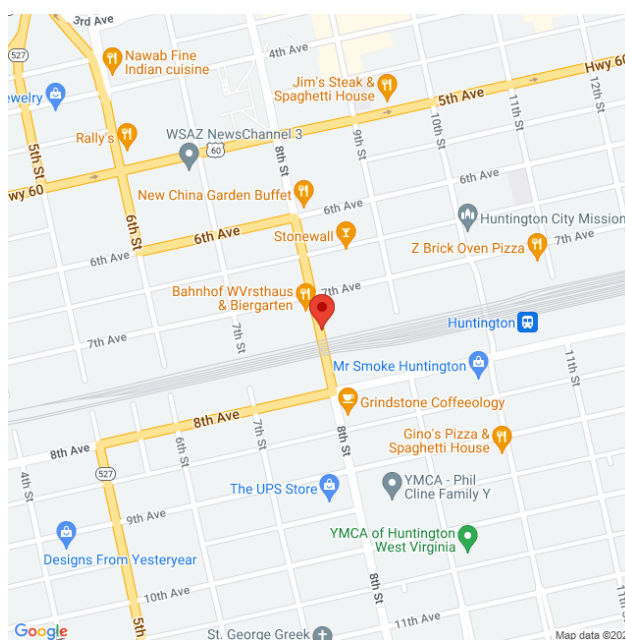 3rd Ave
Nawab Fine
Indian cuisine
4th Ave
527
Jim's Steak &
Spaghetti House
5th Ave
Hwy 60
12th St
ewelry
Rally's
WSAZ NewsChannel 3
60
5th St
8th St
9th St
10th St
11th St
wy 60
New China Garden Buffet
6th Ave
Huntington City Mission
6th St
6th Ave
Stonewall
Z Brick Oven Pizza
7th Ave
6th Ave
Bahnhof WVrsthaus
& Biergarten
7th Ave
7th St
7th Ave
Huntington
Mr Smoke Huntington
11th St
8th Ave
Grindstone Coffeeology
8th Ave
4th St
6th St
7th St
8th St
Gino's Pizza &
Spaghetti House
527
The UPS Store
YMCA - Phil
Cline Family Y
9th Ave
YMCA of Huntington
West Virginia
Designs From Yesteryear
8th St
10th Ave
5th
11th Ave
St. George Greek
Google
Map data ©20